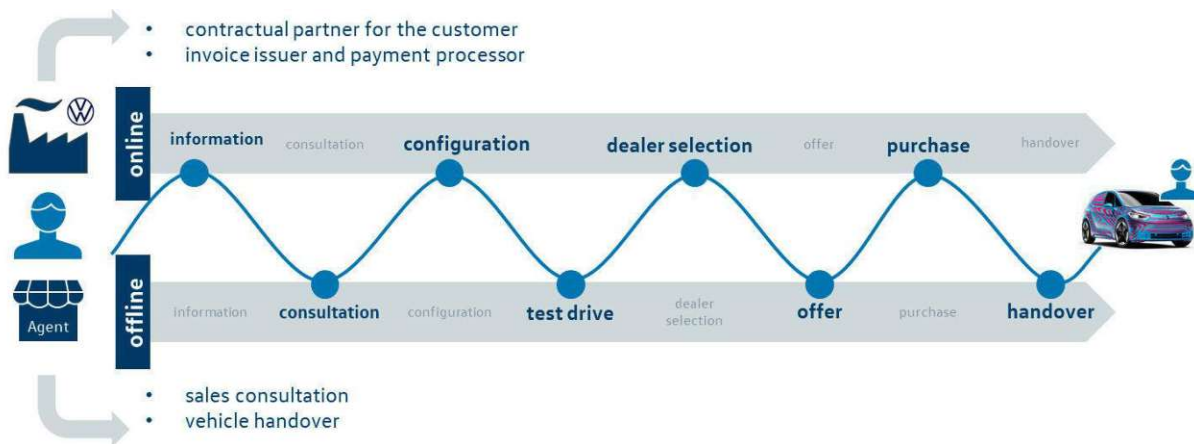 • contractual partner for the customer
• invoice issuer and payment processor
VW
online
information
consultation
configuration
dealer selection
offer
purchase
handover
offline
Agent
information
consultation
configuration
test drive
dealer
selection
offer
purchase
handover
• sales consultation
• vehicle handover